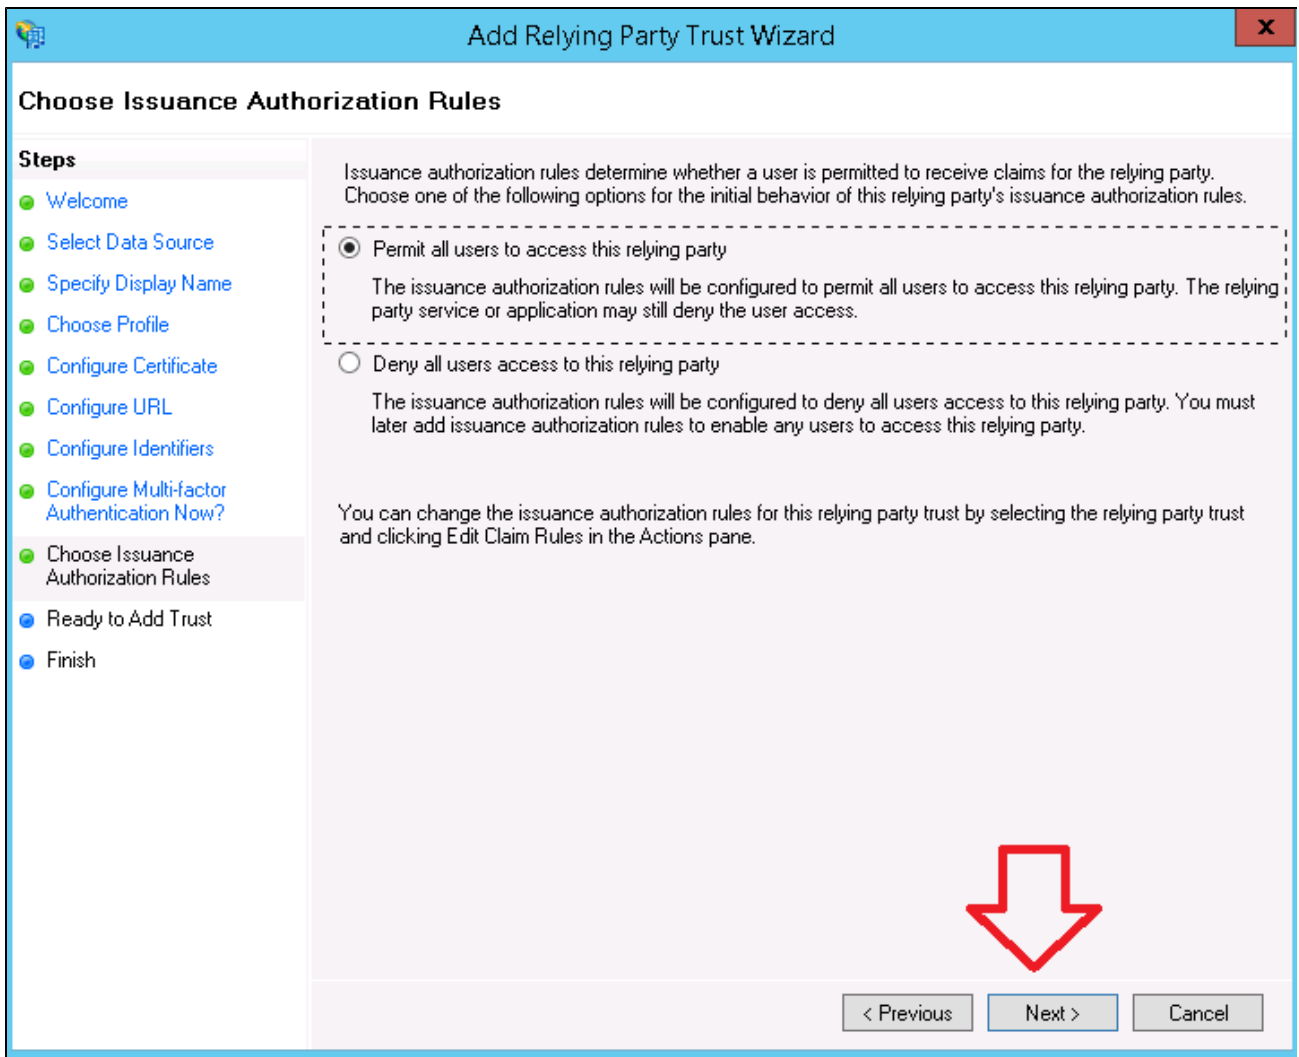 Add Relying Party Trust Wizard
X
Choose Issuance Authorization Rules
Steps
Welcome
Select Data Source
Specify Display Name
Choose Profile
Configure Certificate
Configure URL
Configure Identifiers
Configure Multi-factor
Authentication Now?
Choose Issuance
Authorization Rules
Ready to Add Trust
Finish
Issuance authorization rules determine whether a user is permitted to receive claims for the relying party.
Choose one of the following options for the initial behavior of this relying party's issuance authorization rules.
Permit all users to access this relying party
The issuance authorization rules will be configured to permit all users to access this relying party. The relying
party service or application may still deny the user access.
Deny all users access to this relying party
The issuance authorization rules will be configured to deny all users access to this relying party. You must
later add issuance authorization rules to enable any users to access this relying party.
You can change the issuance authorization rules for this relying party trust by selecting the relying party trust
and clicking Edit Claim Rules in the Actions pane.
< Previous
Next >
Cancel